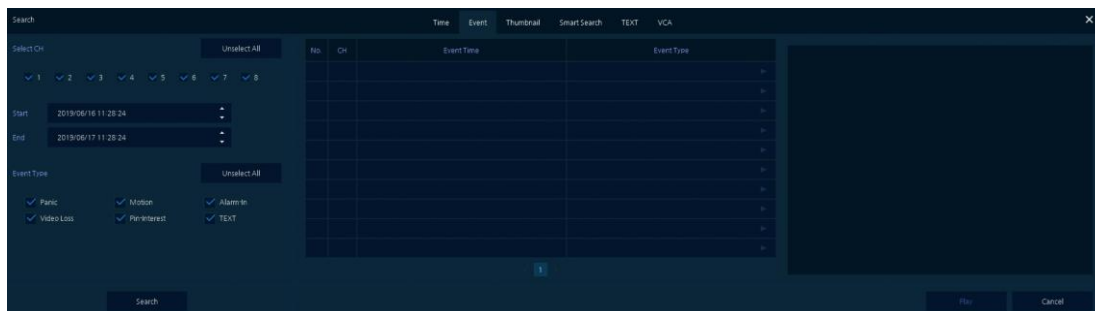 Search
Time Event Thumbnail Smart Search TEXT VCA
Select CH Unselect All
1 2 3 4 5 6 7 8
Start 2019/06/16 11:28:24
End 2019/06/17 11:28:24
Event Type Unselect All
Panic Motion Alarm-In
Video Loss Pin-Interest TEXT
Search
No. CH Event Time Event Type
1
Play Cancel